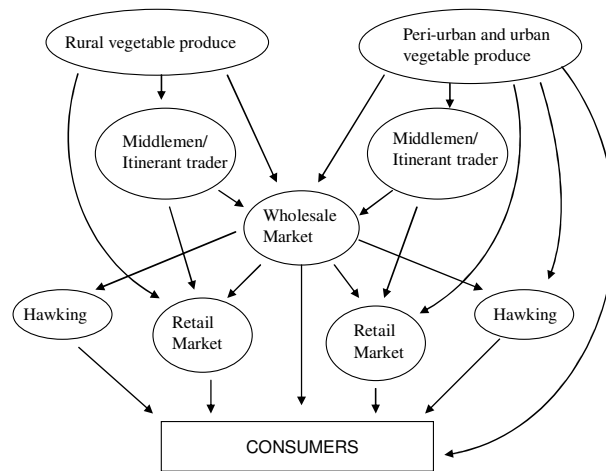 Rural vegetable produce
Peri-urban and urban
vegetable produce
Middlemen/
Itinerant trader
Middlemen/
Itinerant trader
Wholesale
Market
Hawking
Retail
Market
Retail
Market
Hawking
CONSUMERS